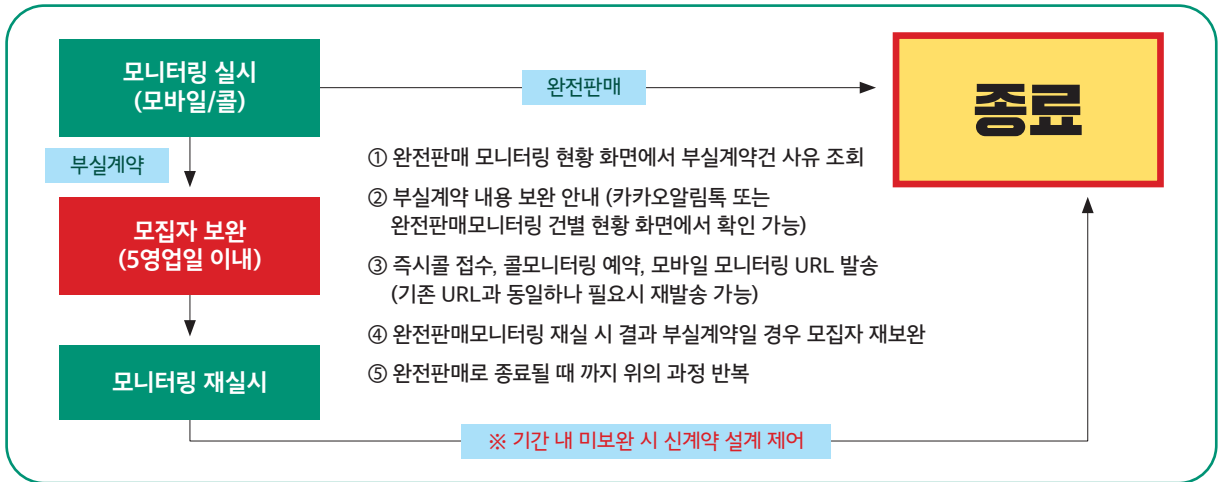 모니터링 실시
(모바일/콜)
완전판매
종료
부실계약
① 완전판매 모니터링 현황 화면에서 부실계약건 사유 조회
② 부실계약 내용 보완 안내 (카카오알림톡 또는
완전판매모니터링 건별 현황 화면에서 확인 가능)
모집자 보완
(5영업일 이내)
③ 즉시콜 접수, 콜모니터링 예약, 모바일 모니터링 URL 발송
(기존 URL과 동일하나 필요시 재발송 가능)
④ 완전판매모니터링 재실 시 결과 부실계약일 경우 모집자 재보완
⑤ 완전판매로 종료될 때 까지 위의 과정 반복
모니터링 재실시
※ 기간 내 미보완 시 신계약 설계 제어